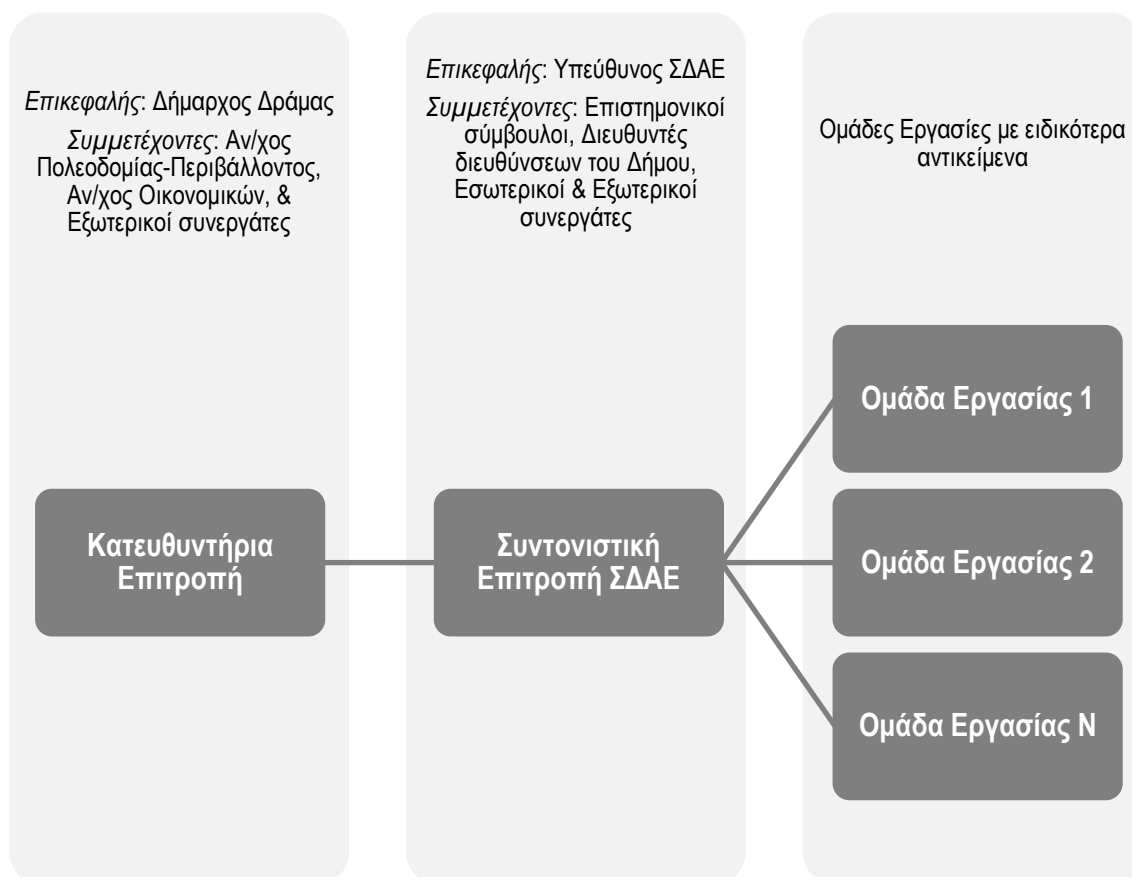 Επικεφαλής: Δήμαρχος Δράμας
Συμμετέχοντες: Αν/χος
Πολεοδομίας-Περιβάλλοντος,
Αν/χος Οικονομικών, &
Εξωτερικοί συνεργάτες
Κατευθυντήρια
Επιτροπή
Επικεφαλής: Υπεύθυνος ΣΔΑΕ
Συμμετέχοντες: Επιστημονικοί
σύμβουλοι, Διευθυντές
διευθύνσεων του Δήμου,
Εσωτερικοί & Εξωτερικοί
συνεργάτες
Συντονιστική
Επιτροπή ΣΔΑΕ
Ομάδες Εργασίες με ειδικότερα
αντικείμενα
Ομάδα Εργασίας 1
Ομάδα Εργασίας 2
Ομάδα Εργασίας Ν